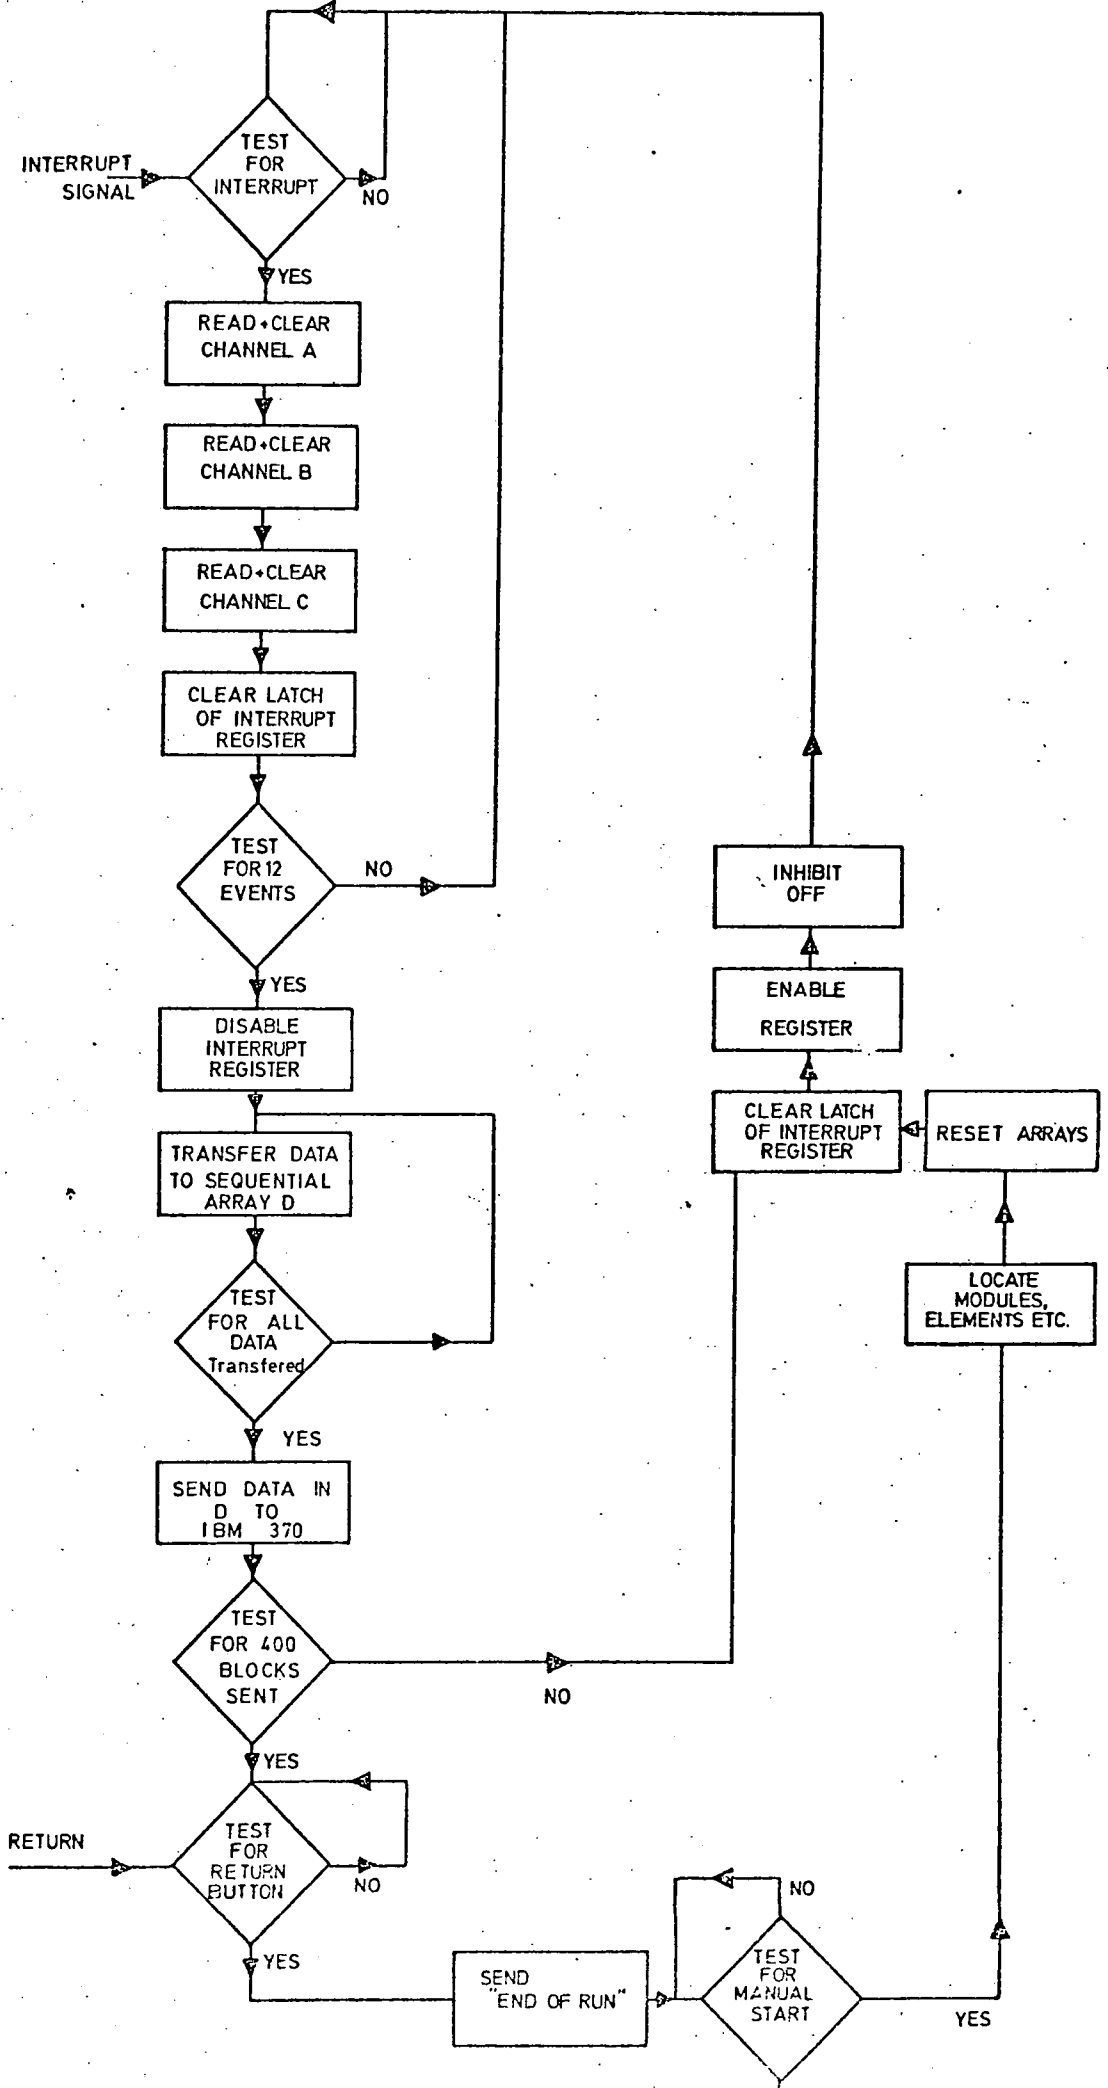 TEST
FOR
INTERRUPT
INTERRUPT
SIGNAL
NO
YES
READ+CLEAR
CHANNEL A
READ+CLEAR
CHANNEL B
READ+CLEAR
CHANNEL C
CLEAR LATCH
OF INTERRUPT
REGISTER
TEST
FOR 12
EVENTS
NO
YES
DISABLE
INTERRUPT
REGISTER
TRANSFER DATA
TO SEQUENTIAL
ARRAY D
TEST
FOR ALL
DATA
Transfered
YES
SEND DATA IN
D TO
IBM 370
TEST
FOR 400
BLOCKS
SENT
NO
YES
RETURN
TEST
FOR
RETURN
BUTTON
NO
YES
SEND
"END OF RUN"
NO
TEST
FOR
MANUAL
START
YES
LOCATE
MODULES,
ELEMENTS ETC.
RESET ARRAYS
CLEAR LATCH
OF INTERRUPT
REGISTER
ENABLE
REGISTER
INHIBIT
OFF